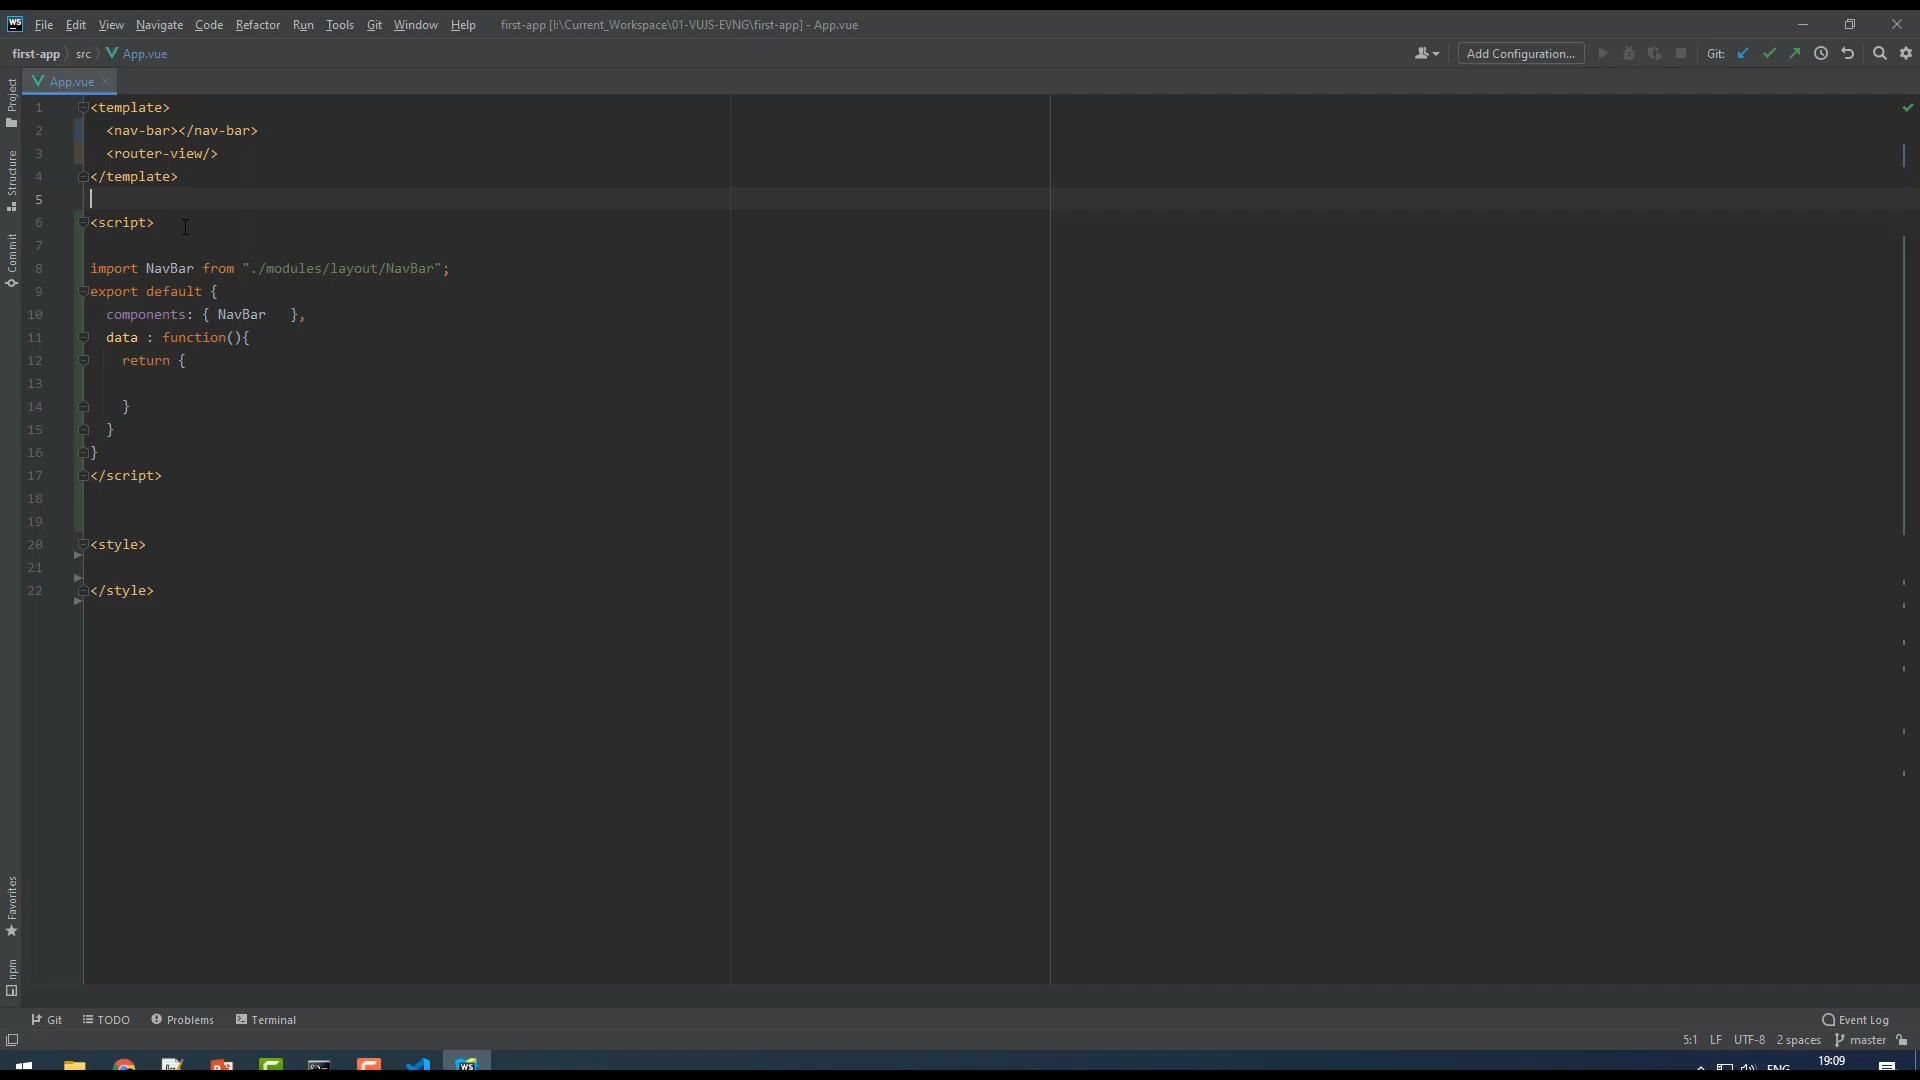 WS File Edit View Navigate Code Refactor Run Tools Git Window Help first-app [I:\Current_Workspace\01-VUJS-EVNG\first-app] - App.vue
first-app src App.vue Add Configuration... Git:
App.vue
Project
Structure
Commit
Favorites
npm
1 <template>
2 <nav-bar></nav-bar>
3 <router-view/>
4 </template>
5
6 <script>
7
8 import NavBar from "./modules/layout/NavBar";
9 export default {
10 components: { NavBar   },
11 data : function(){
12 return {
13
14 }
15 }
16 }
17 </script>
18
19
20 <style>
21
22 </style>
Git TODO Problems Terminal Event Log
5:1 LF UTF-8 2 spaces master
WS ENG 19:09